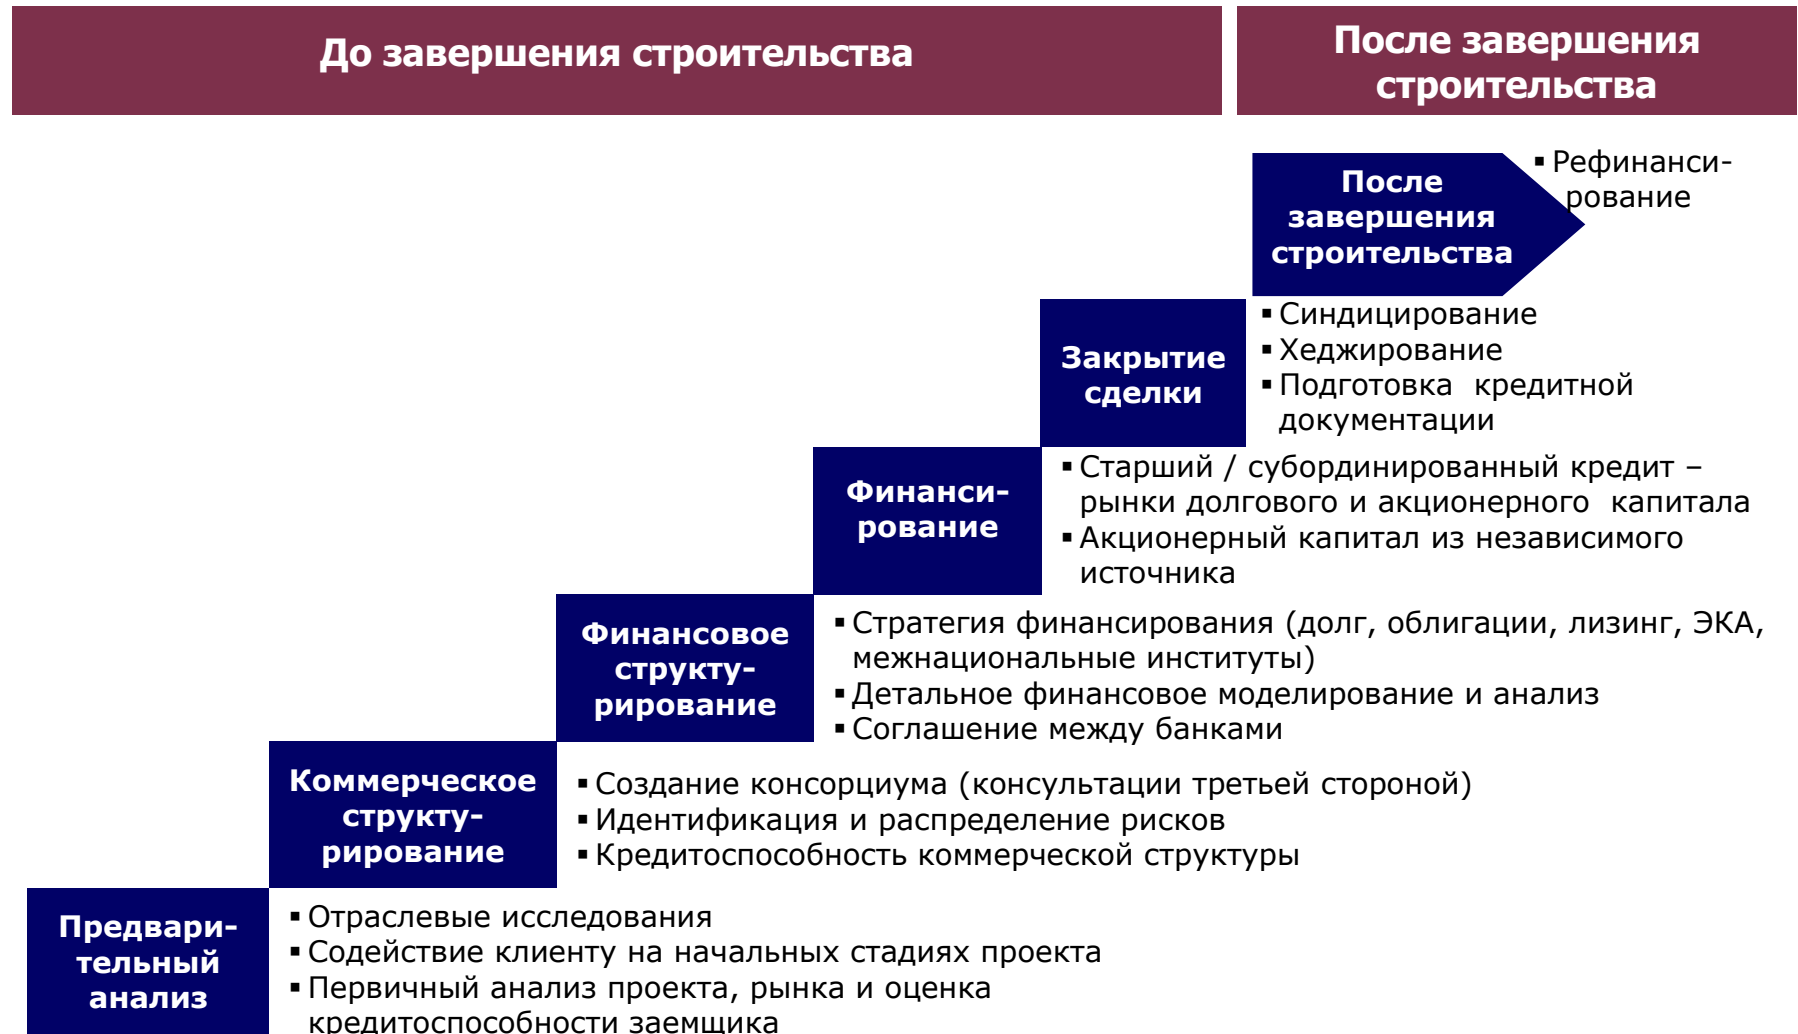 До завершения строительства
После завершения
строительства
После
завершения
строительства
▪ Рефинанси-
рование
Закрытие
сделки
▪ Синдицирование
▪ Хеджирование
▪ Подготовка кредитной
документации
Финанси-
рование
▪ Старший / субординированный кредит –
рынки долгового и акционерного капитала
▪ Акционерный капитал из независимого
источника
Финансовое
структу-
рирование
▪ Стратегия финансирования (долг, облигации, лизинг, ЭКА,
межнациональные институты)
▪ Детальное финансовое моделирование и анализ
▪ Соглашение между банками
Коммерческое
структу-
рирование
▪ Создание консорциума (консультации третьей стороной)
▪ Идентификация и распределение рисков
▪ Кредитоспособность коммерческой структуры
Предвари-
тельный
анализ
▪ Отраслевые исследования
▪ Содействие клиенту на начальных стадиях проекта
▪ Первичный анализ проекта, рынка и оценка
кредитоспособности заемщика